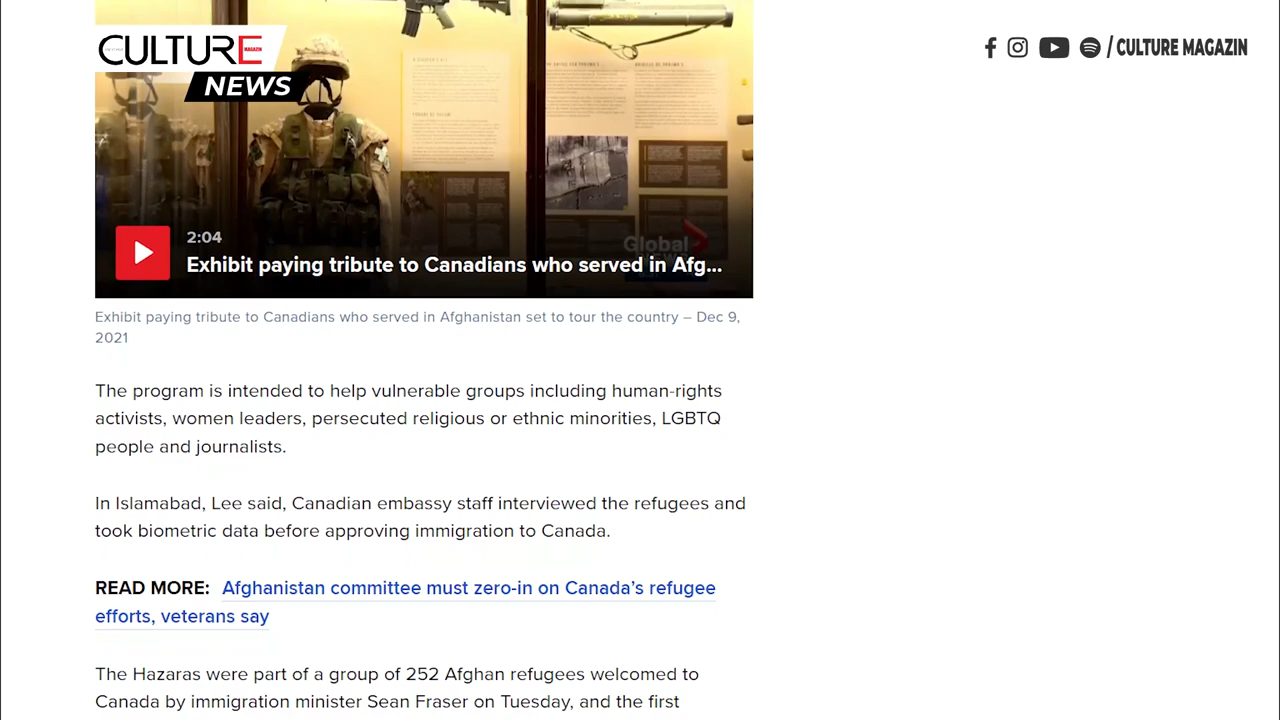 CULTURE
MAGAZIN
NEWS
/ CULTURE MAGAZIN
Global
2:04
Exhibit paying tribute to Canadians who served in Afg...
Exhibit paying tribute to Canadians who served in Afghanistan set to tour the country – Dec 9,
2021
The program is intended to help vulnerable groups including human-rights
activists, women leaders, persecuted religious or ethnic minorities, LGBTQ
people and journalists.
In Islamabad, Lee said, Canadian embassy staff interviewed the refugees and
took biometric data before approving immigration to Canada.
READ MORE: Afghanistan committee must zero-in on Canada’s refugee
efforts, veterans say
The Hazaras were part of a group of 252 Afghan refugees welcomed to
Canada by immigration minister Sean Fraser on Tuesday, and the first